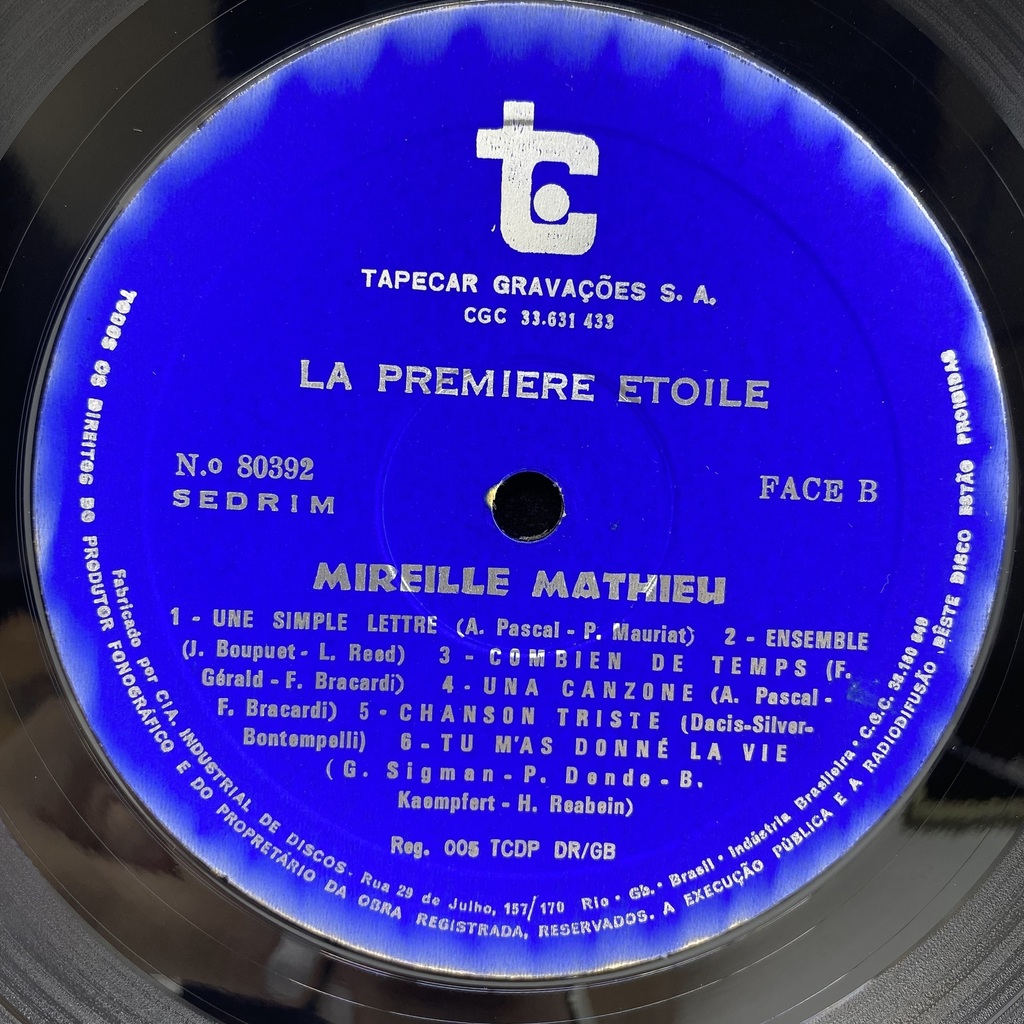 tc
TAPECAR GRAVAÇÕES S. A.
CGC 33.631 433
LA PREMIERE ETOILE
N.o 80392
SEDRIM
FACE B
MIREILLE MATHIEU
1 - UNE SIMPLE LETTRE (A. Pascal - P. Mauriat) 2 - ENSEMBLE
(J. Boupuet - L. Reed) 3 - COMBIEN DE TEMPS (F.
Gérald - F. Bracardi) 4 - UNA CANZONE (A. Pascal -
F. Bracardi) 5 - CHANSON TRISTE (Dacis-Silver-
Bontempelli) 6 - TU M'AS DONNÉ LA VIE
(G. Sigman - P. Dende - B.
Kaempfert - H. Reabein)
Reg. 005 TCDP DR/GB
Fabricado por CIA. INDUSTRIAL DE DISCOS. Rua 29 de Julho, 157/170 Rio - Gb. • Brasil • Indústria Brasileira • C.G.C. 33.160 840
TODOS OS DIREITOS DO PRODUTOR FONOGRÁFICO E DO PROPRETÁRIO DA OBRA REGISTRADA, RESERVADOS. A EXECUÇÃO PÚBLICA E A RADIODIFUSÃO DÊSTE DISCO ESTÃO PROIBIDAS